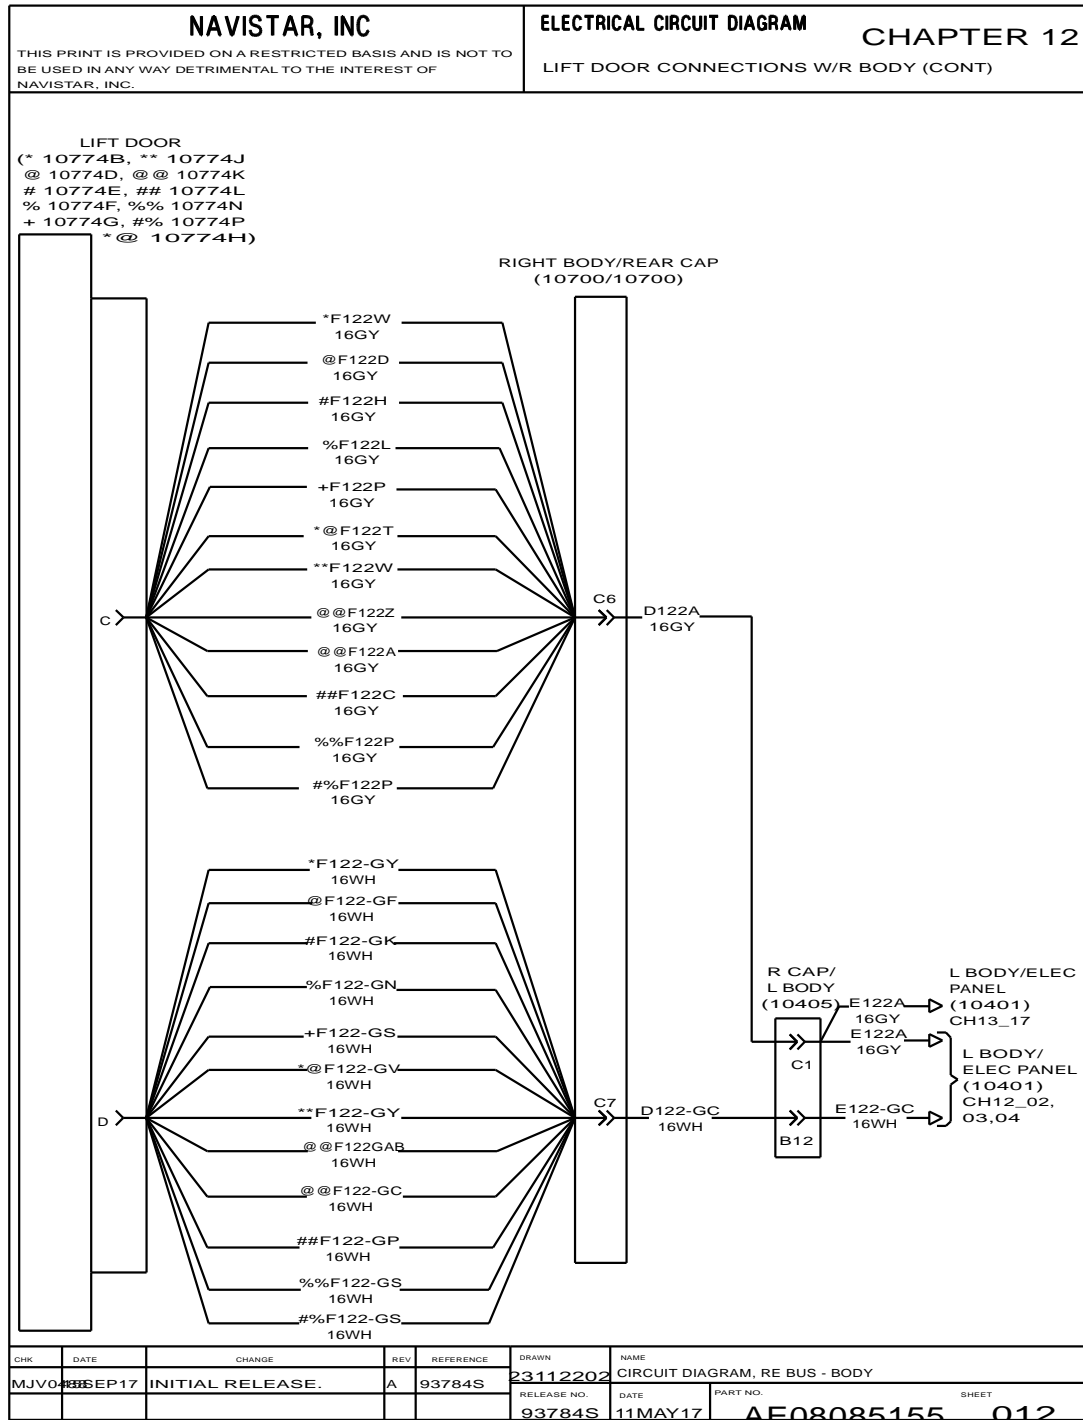 NAVISTAR, INC
THIS PRINT IS PROVIDED ON A RESTRICTED BASIS AND IS NOT TO
BE USED IN ANY WAY DETRIMENTAL TO THE INTEREST OF
NAVISTAR, INC.
ELECTRICAL CIRCUIT DIAGRAM
CHAPTER 12
LIFT DOOR CONNECTIONS W/R BODY (CONT)
LIFT DOOR
(* 10774B, ** 10774J
@ 10774D, @@ 10774K
# 10774E, ## 10774L
% 10774F, %% 10774N
+ 10774G, #% 10774P
*@ 10774H)
RIGHT BODY/REAR CAP
(10700/10700)
*F122W
16GY
@F122D
16GY
#F122H
16GY
%F122L
16GY
+F122P
16GY
*@F122T
16GY
**F122W
16GY
@@F122Z
16GY
@@F122A
16GY
##F122C
16GY
%%F122P
16GY
#%F122P
16GY
C
C6
D122A
16GY
*F122-GY
16WH
@F122-GF
16WH
#F122-GK
16WH
%F122-GN
16WH
+F122-GS
16WH
*@F122-GV
16WH
**F122-GY
16WH
@@F122GAB
16WH
@@F122-GC
16WH
##F122-GP
16WH
%%F122-GS
16WH
#%F122-GS
16WH
D
C7
D122-GC
16WH
R CAP/
L BODY
(10405)
C1
B12
E122A
16GY
E122A
16GY
E122-GC
16WH
L BODY/ELEC
PANEL
(10401)
CH13_17
L BODY/
ELEC PANEL
(10401)
CH12_02,
03,04
CHK DATE CHANGE REV REFERENCE
INITIAL RELEASE. A 93784S
DRAWN
23112202
NAME
CIRCUIT DIAGRAM, RE BUS - BODY
RELEASE NO.
93784S
DATE
11MAY17
PART NO.
AE08085155
SHEET
012